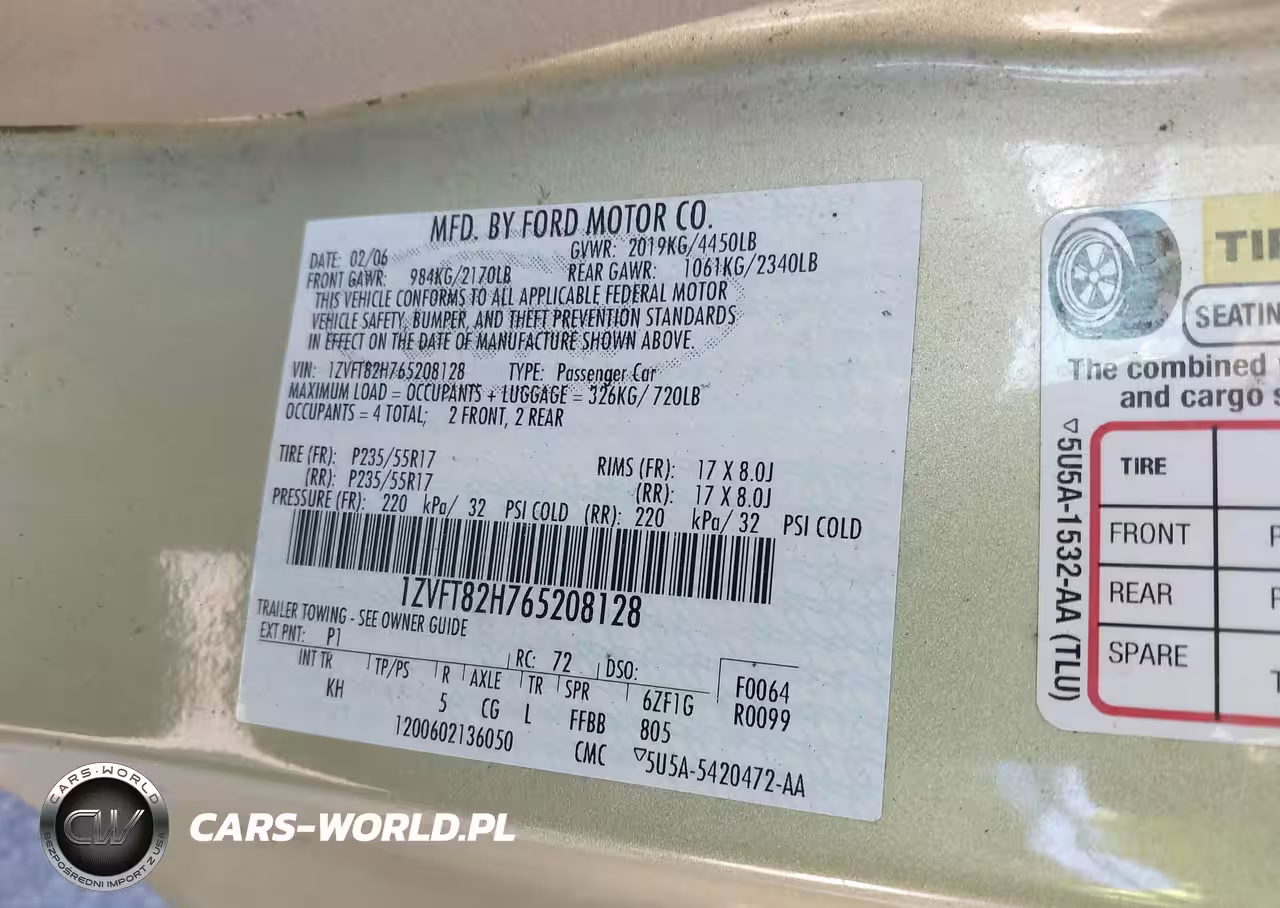 MFD. BY FORD MOTOR CO.
DATE: 02/06 GVWR: 2019KG/4450LB
FRONT GAWR: 984KG/2170LB REAR GAWR: 1061KG/2340LB
THIS VEHICLE CONFORMS TO ALL APPLICABLE FEDERAL MOTOR
VEHICLE SAFETY, BUMPER, AND THEFT PREVENTION STANDARDS
IN EFFECT ON THE DATE OF MANUFACTURE SHOWN ABOVE.
VIN: 1ZVFT82H765208128 TYPE: Passenger Car
MAXIMUM LOAD = OCCUPANTS + LUGGAGE = 326KG/ 720LB
OCCUPANTS = 4 TOTAL; 2 FRONT, 2 REAR
TIRE (FR): P235/55R17 RIMS (FR): 17 X 8.0J
(RR): P235/55R17 (RR): 17 X 8.0J
PRESSURE (FR): 220 kPa/ 32 PSI COLD (RR): 220 kPa/ 32 PSI COLD
1ZVFT82H765208128
TRAILER TOWING - SEE OWNER GUIDE
EXT PNT: P1 RC: 72 DSO: F0064
INT TR TP/PS R AXLE TR SPR 6ZF1G R0099
KH 5 CG L FFBB 805
1200602136050 CMC ▽5U5A-5420472-AA
TI
SEATIN
The combined
and cargo s
▽5U5A-1532-AA (TLU)
TIRE
FRONT
REAR
SPARE
CARS-WORLD
CW
BEZPOŚREDNI IMPORT Z USA
CARS-WORLD.PL